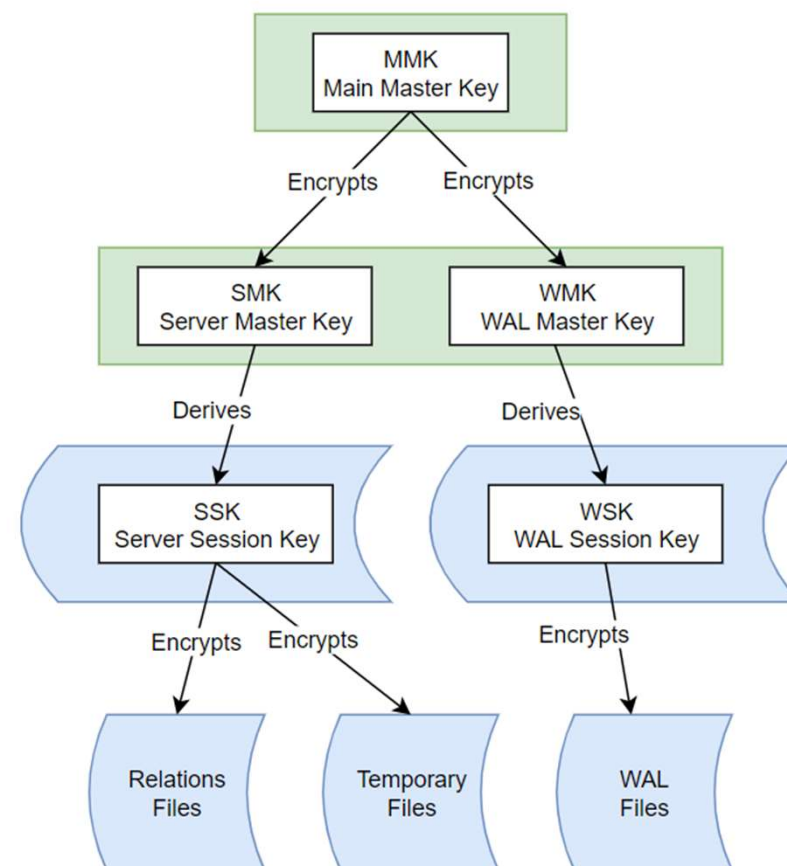 MMK
Main Master Key
Encrypts
Encrypts
SMK
Server Master Key
WMK
WAL Master Key
Derives
Derives
SSK
Server Session Key
WSK
WAL Session Key
Encrypts
Encrypts
Encrypts
Relations
Files
Temporary
Files
WAL
Files